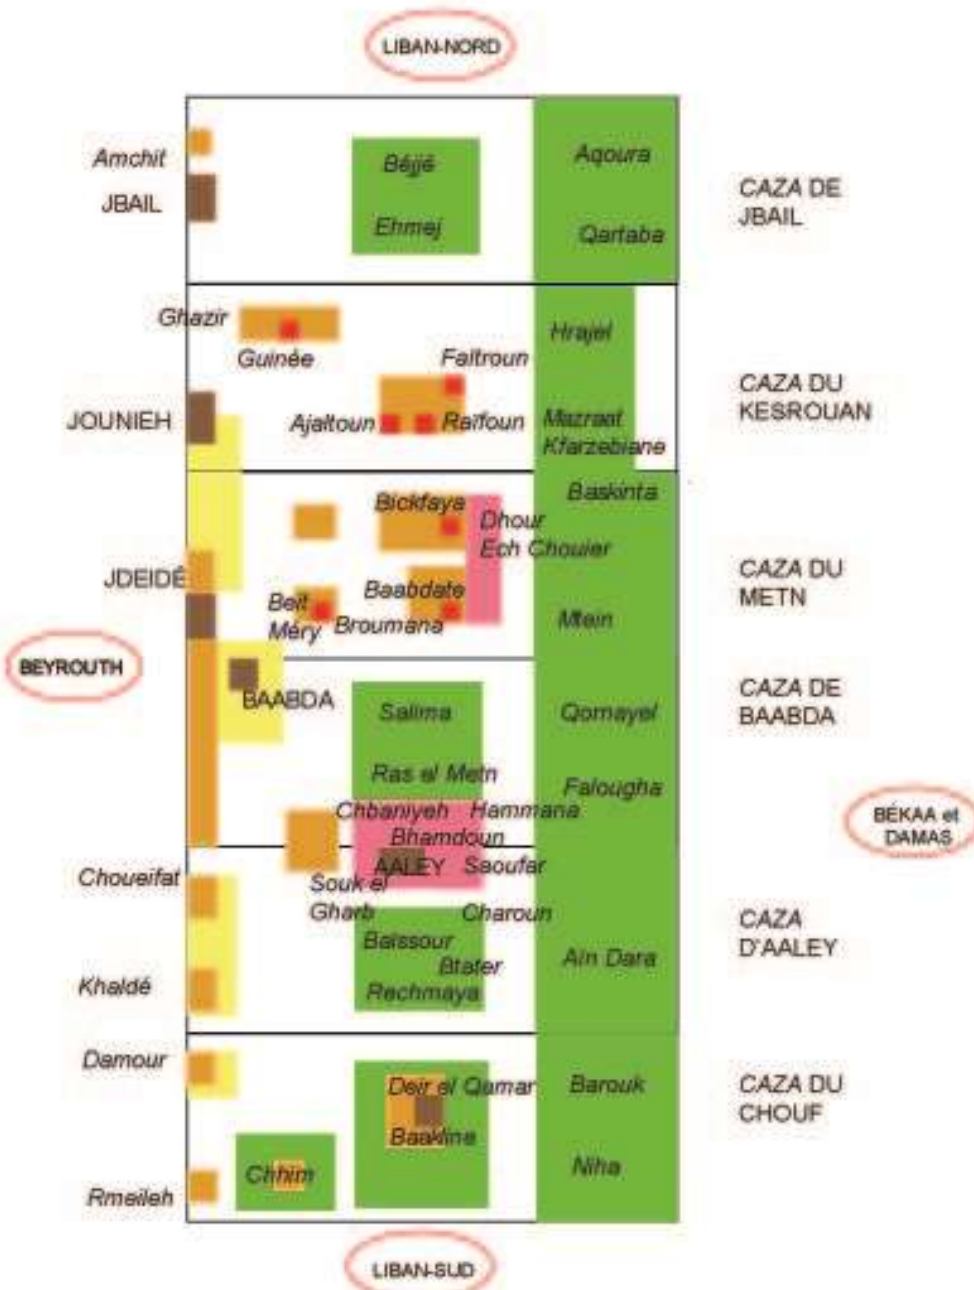 LIBAN-NORD
Amchit
Béjjé
Aqoura
CAZA DE
JBAIL
JBAIL
Ehmej
Qartaba
Ghazir
Guinée
Faitroun
Hrajel
JOUNIEH
Ajaltoun
Raïfoun
Mazraat
Kfarzebiane
CAZA DU
KESROUAN
Bickfaya
Dhour
Ech Chouier
Baskinta
JDEIDÉ
Beit
Méry
Baabdate
Broumana
Mtein
CAZA DU
METN
BEYROUTH
BAABDA
Salima
Qornayel
CAZA DE
BAABDA
Ras el Metn
Falougha
Chbaniyeh
Hammana
Bhamdoun
BÉKAA et
DAMAS
Choueifat
AALEY
Saoufar
Souk el
Gharb
Charoun
CAZA
D'AALEY
Baïssour
Btater
Aïn Dara
Khaldé
Rechmaya
Damour
Deir el Qamar
Barouk
CAZA DU
CHOUF
Baakline
Chhim
Niha
Rmeileh
LIBAN-SUD